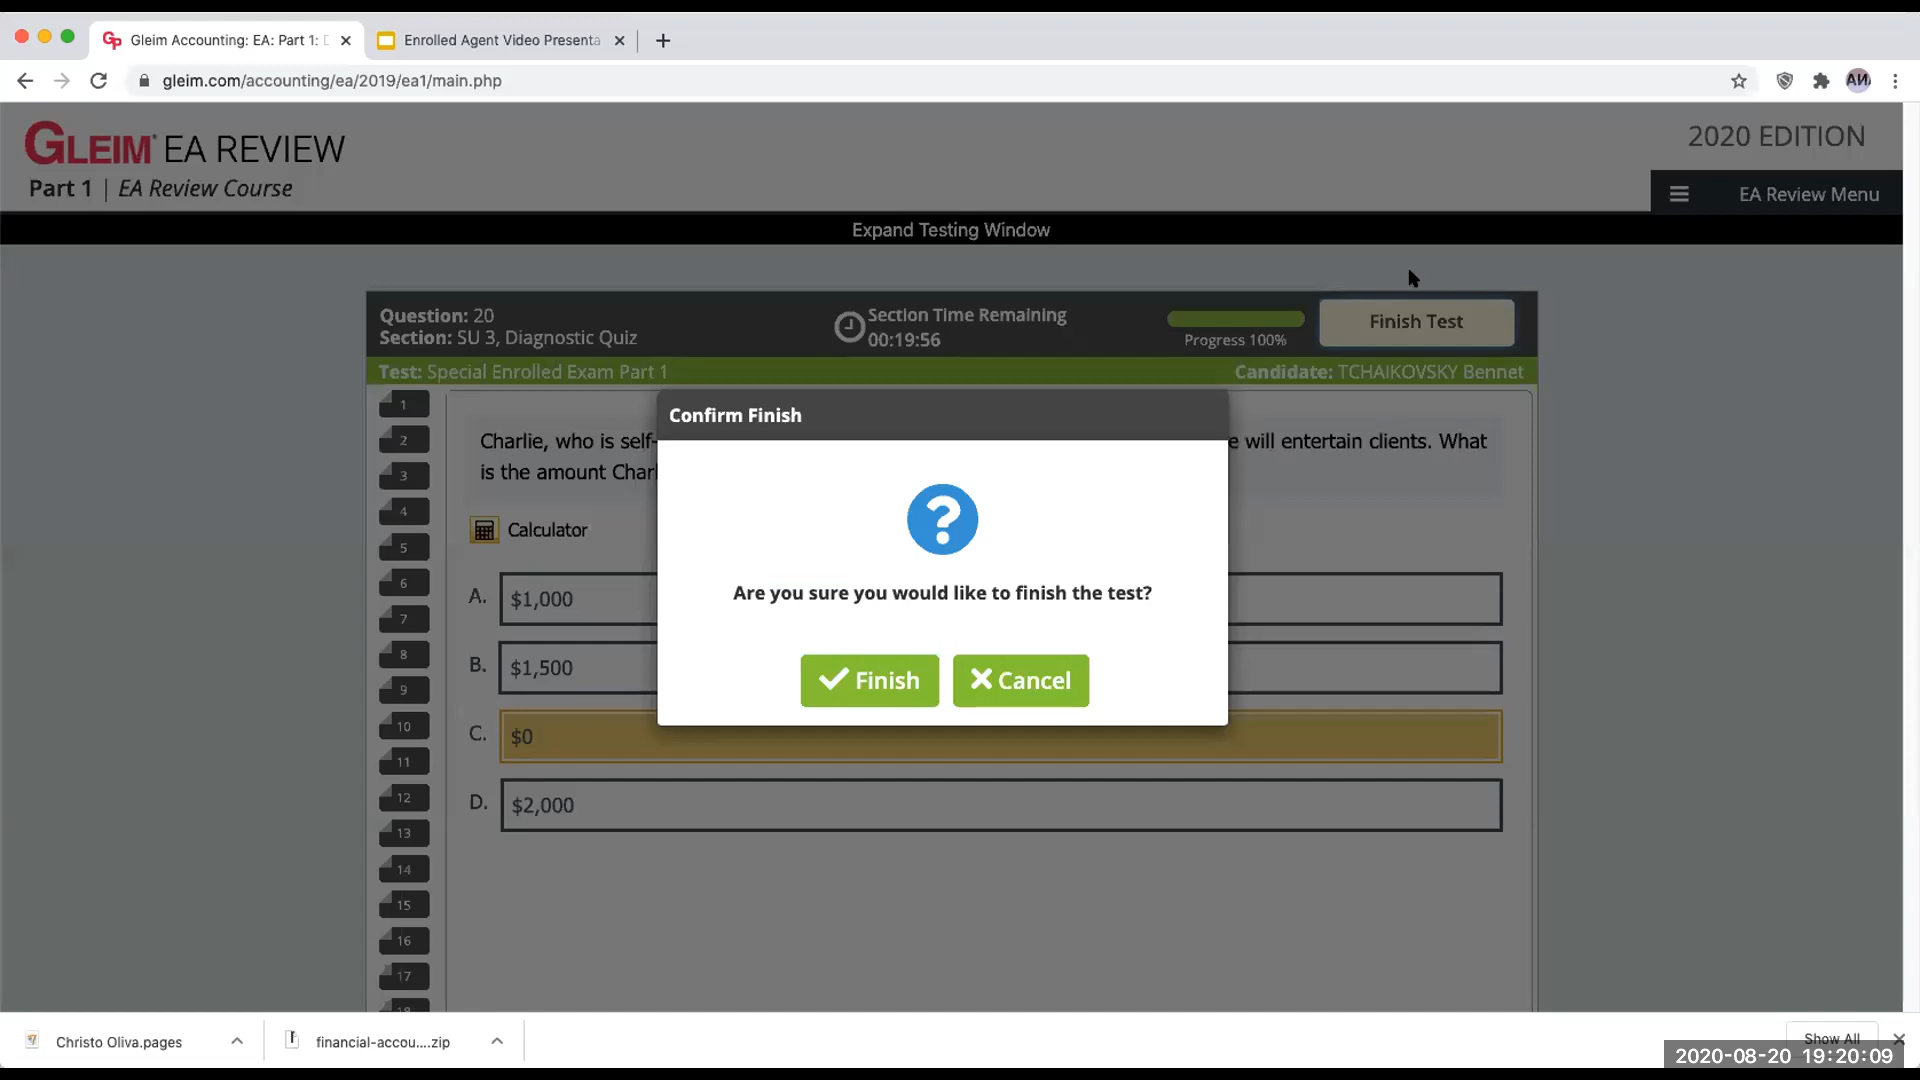 Gleim Accounting: EA: Part 1:
Enrolled Agent Video Presenta
gleim.com/accounting/ea/2019/ea1/main.php
GLEIM EA REVIEW
2020 EDITION
Part 1 | EA Review Course
EA Review Menu
Expand Testing Window
Question: 20
Section: SU 3, Diagnostic Quiz
Section Time Remaining
00:19:56
Progress 100%
Finish Test
Test: Special Enrolled Exam Part 1
Candidate: TCHAIKOVSKY Bennet
1
2
3
4
5
6
7
8
9
10
11
12
13
14
15
16
17
18
Charlie, who is self-
e will entertain clients. What
is the amount Charl
Calculator
A. $1,000
B. $1,500
C. $0
D. $2,000
Confirm Finish
?
Are you sure you would like to finish the test?
Finish
Cancel
Christo Oliva.pages
financial-accou....zip
Show All
2020-08-20 19:20:09